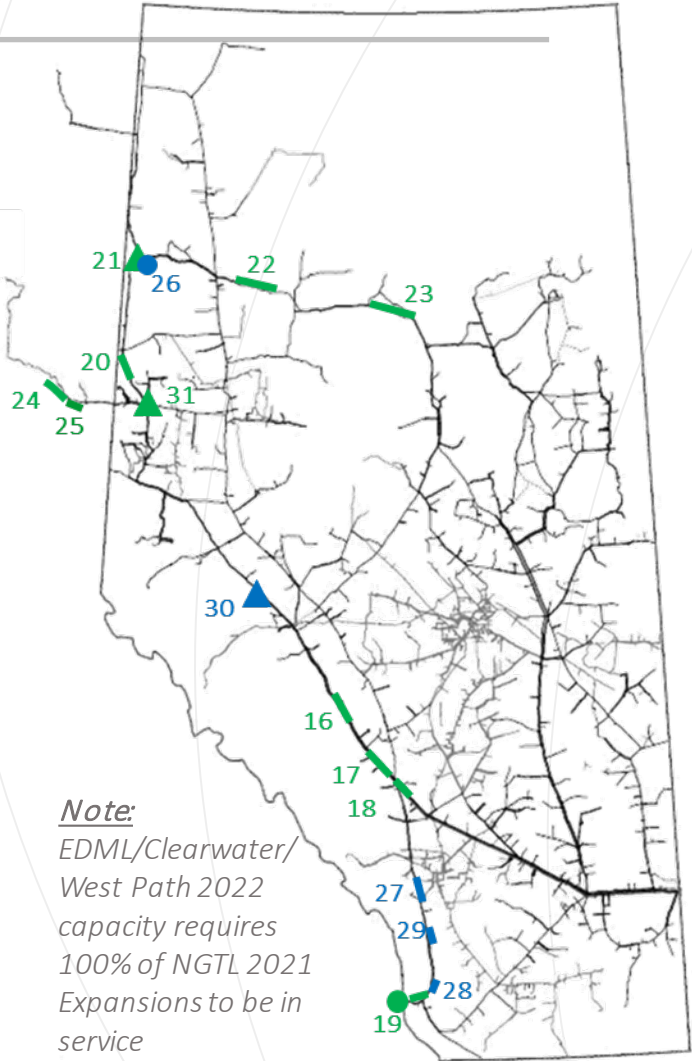 21
26
22
23
20
31
24
25
30
16
17
18
Note:
EDML/Clearwater/
West Path 2022
capacity requires
100% of NGTL 2021
Expansions to be in
service
27
29
28
19